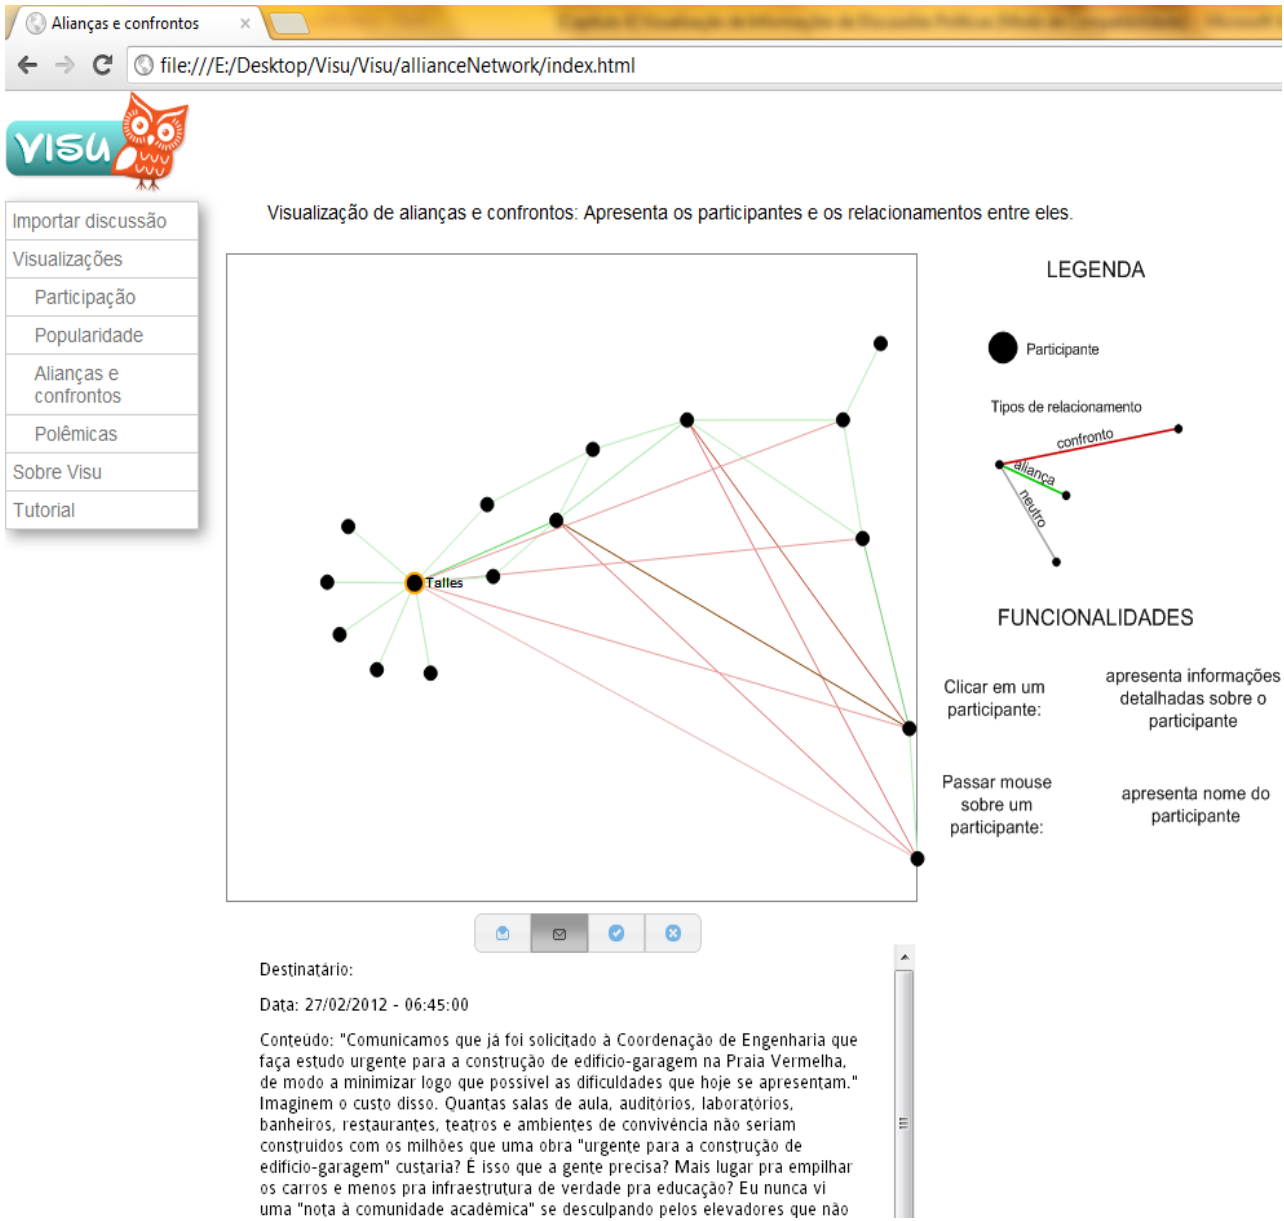 Alianças e confrontos
file:///E:/Desktop/Visu/Visu/allianceNetwork/index.html
VISU
Importar discussão
Visualizações
Participação
Popularidade
Alianças e
confrontos
Polêmicas
Sobre Visu
Tutorial
Visualização de alianças e confrontos: Apresenta os participantes e os relacionamentos entre eles.
Talles
LEGENDA
Participante
Tipos de relacionamento
confronto
aliança
neutro
FUNCIONALIDADES
Clicar em um
participante:
apresenta informações
detalhadas sobre o
participante
Passar mouse
sobre um
participante:
apresenta nome do
participante
Destinatário:
Data: 27/02/2012 - 06:45:00
Conteúdo: "Comunicamos que já foi solicitado à Coordenação de Engenharia que
faça estudo urgente para a construção de edifício-garagem na Praia Vermelha,
de modo a minimizar logo que possível as dificuldades que hoje se apresentam."
Imaginem o custo disso. Quantas salas de aula, auditórios, laboratórios,
banheiros, restaurantes, teatros e ambientes de convivência não seriam
construídos com os milhões que uma obra "urgente para a construção de
edifício-garagem" custaria? É isso que a gente precisa? Mais lugar pra empilhar
os carros e menos pra infraestrutura de verdade pra educação? Eu nunca vi
uma "nota à comunidade acadêmica" se desculpando pelos elevadores que não